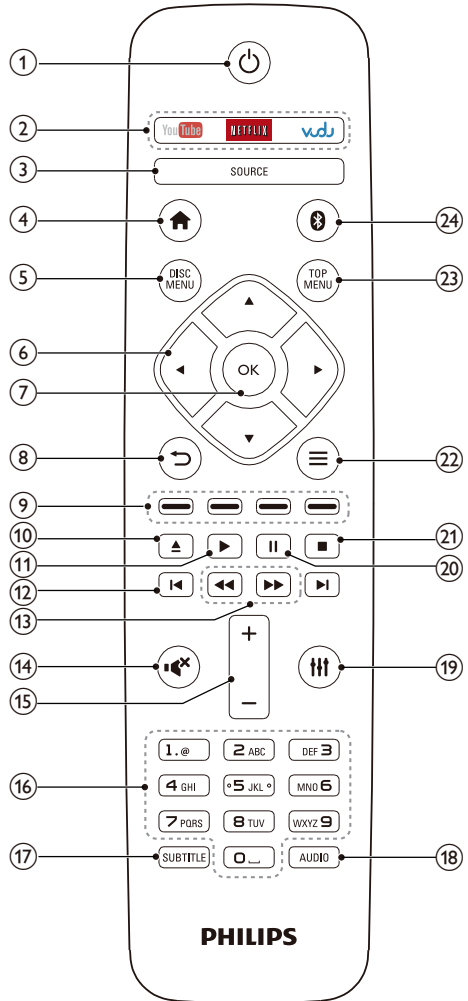 1
2
YouTube NETFLIX vudu
3
SOURCE
4
24
5
DISC
MENU
TOP
MENU
23
6
OK
7
8
22
9
10
21
11
20
12
13
+
14
19
15
−
1.@ 2 ABC DEF 3
16
4 GHI 5 JKL MNO 6
7 PQRS 8 TUV WXYZ 9
17
SUBTITLE 0 AUDIO
18
PHILIPS